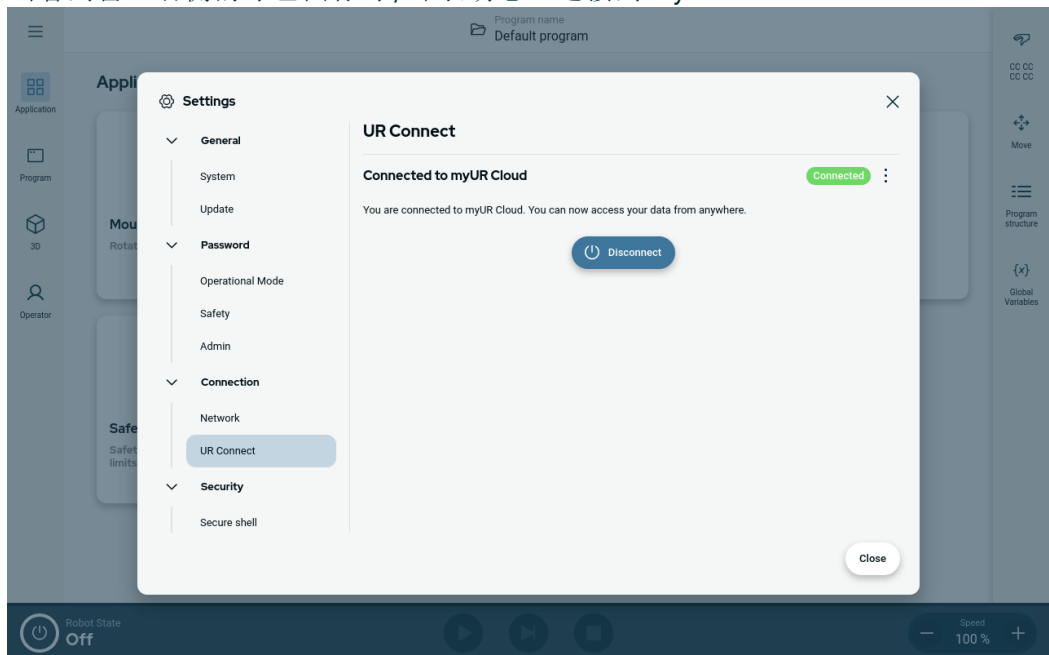 Program name
Default program
Application
Program
3D
Operator
Appli
Mou
Rotat
Safe
Safet
limits
Settings
General
System
Update
Password
Operational Mode
Safety
Admin
Connection
Network
UR Connect
Security
Secure shell
UR Connect
Connected to myUR Cloud
Connected
You are connected to myUR Cloud. You can now access your data from anywhere.
Disconnect
Close
CC CC
CC CC
Move
Program
structure
{x}
Global
Variables
Robot State
Off
Speed
100 %